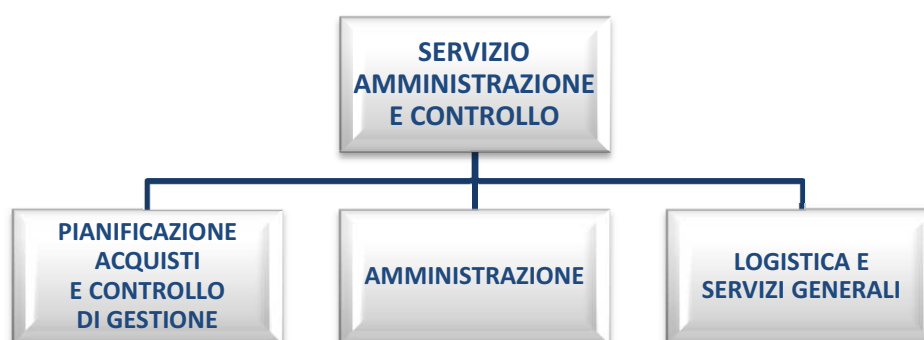 SERVIZIO
AMMINISTRAZIONE
E CONTROLLO
PIANIFICAZIONE
ACQUISTI
E CONTROLLO
DI GESTIONE
AMMINISTRAZIONE
LOGISTICA E
SERVIZI GENERALI